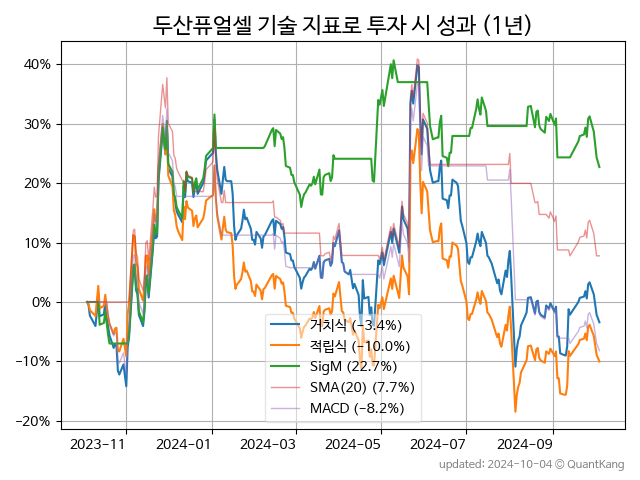 두산퓨얼셀 기술 지표로 투자 시 성과 (1년)
40%
30%
20%
10%
0%
−10%
−20%
거치식 (−3.4%)
적립식 (−10.0%)
SigM (22.7%)
SMA(20) (7.7%)
MACD (−8.2%)
2023−11
2024−01
2024−03
2024−05
2024−07
2024−09
updated: 2024-10-04 © QuantKang